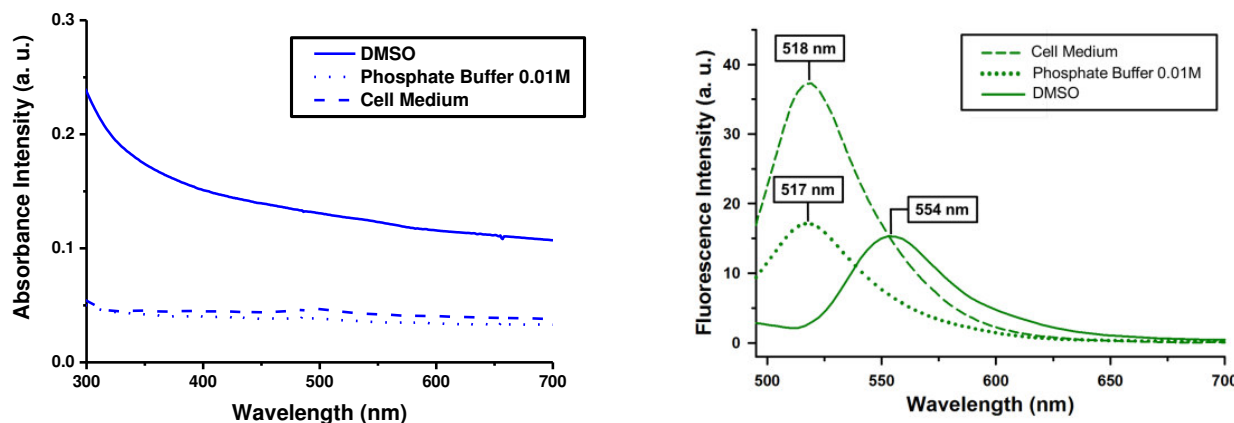 0.3
0.2
0.1
0.0
Absorbance Intensity (a. u.)
DMSO
Phosphate Buffer 0.01M
Cell Medium
300 400 500 600 700
Wavelength (nm)
40
30
20
10
0
Fluorescence Intensity (a. u.)
518 nm
517 nm
554 nm
Cell Medium
Phosphate Buffer 0.01M
DMSO
500 550 600 650 700
Wavelength (nm)